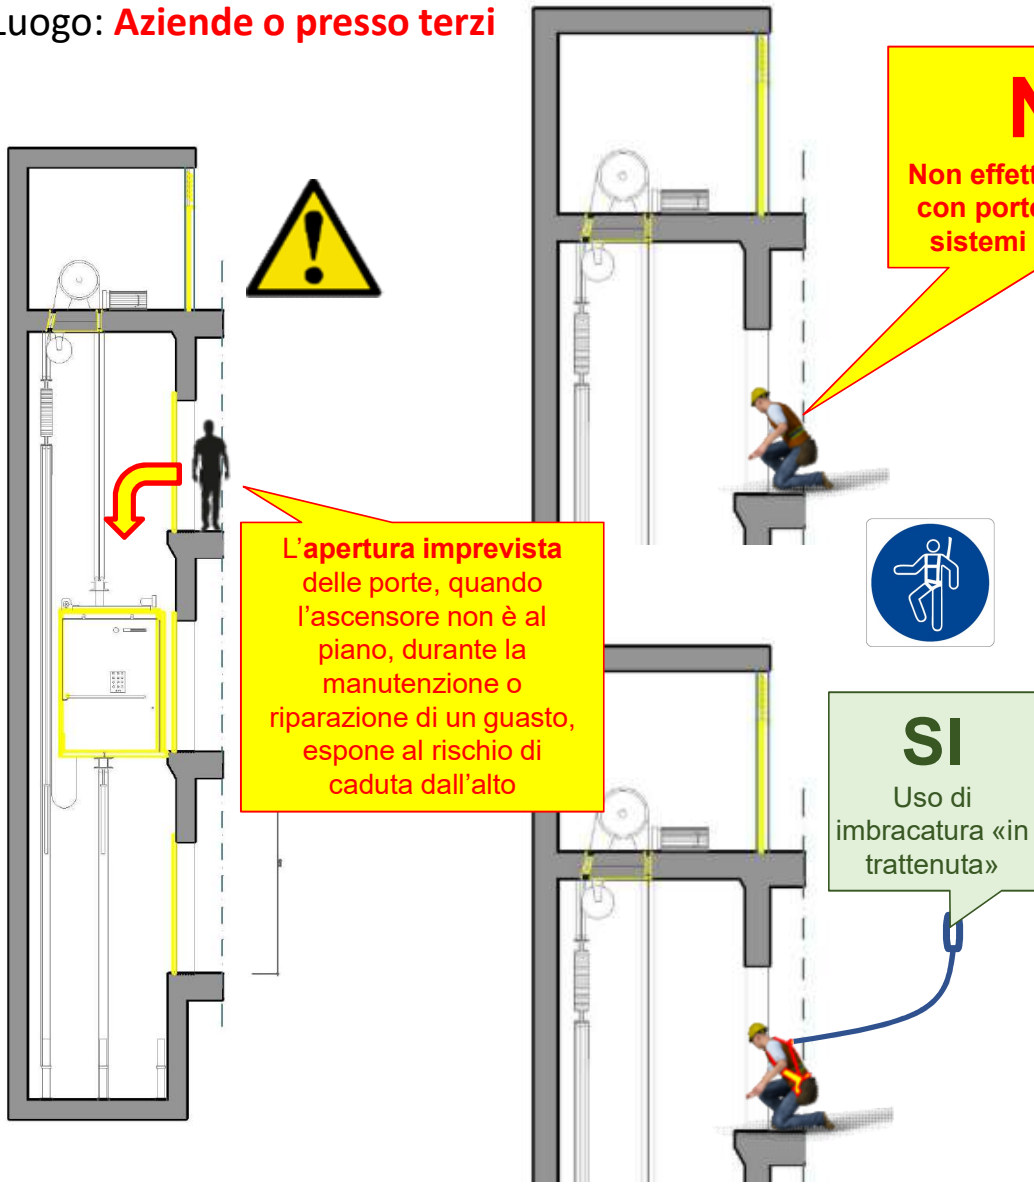 Luogo: Aziende o presso terzi
L'apertura imprevista
delle porte, quando
l'ascensore non è al
piano, durante la
manutenzione o
riparazione di un guasto,
espone al rischio di
caduta dall'alto
N
Non effett
con porte
sistemi
SI
Uso di
imbracatura «in
trattenuta»